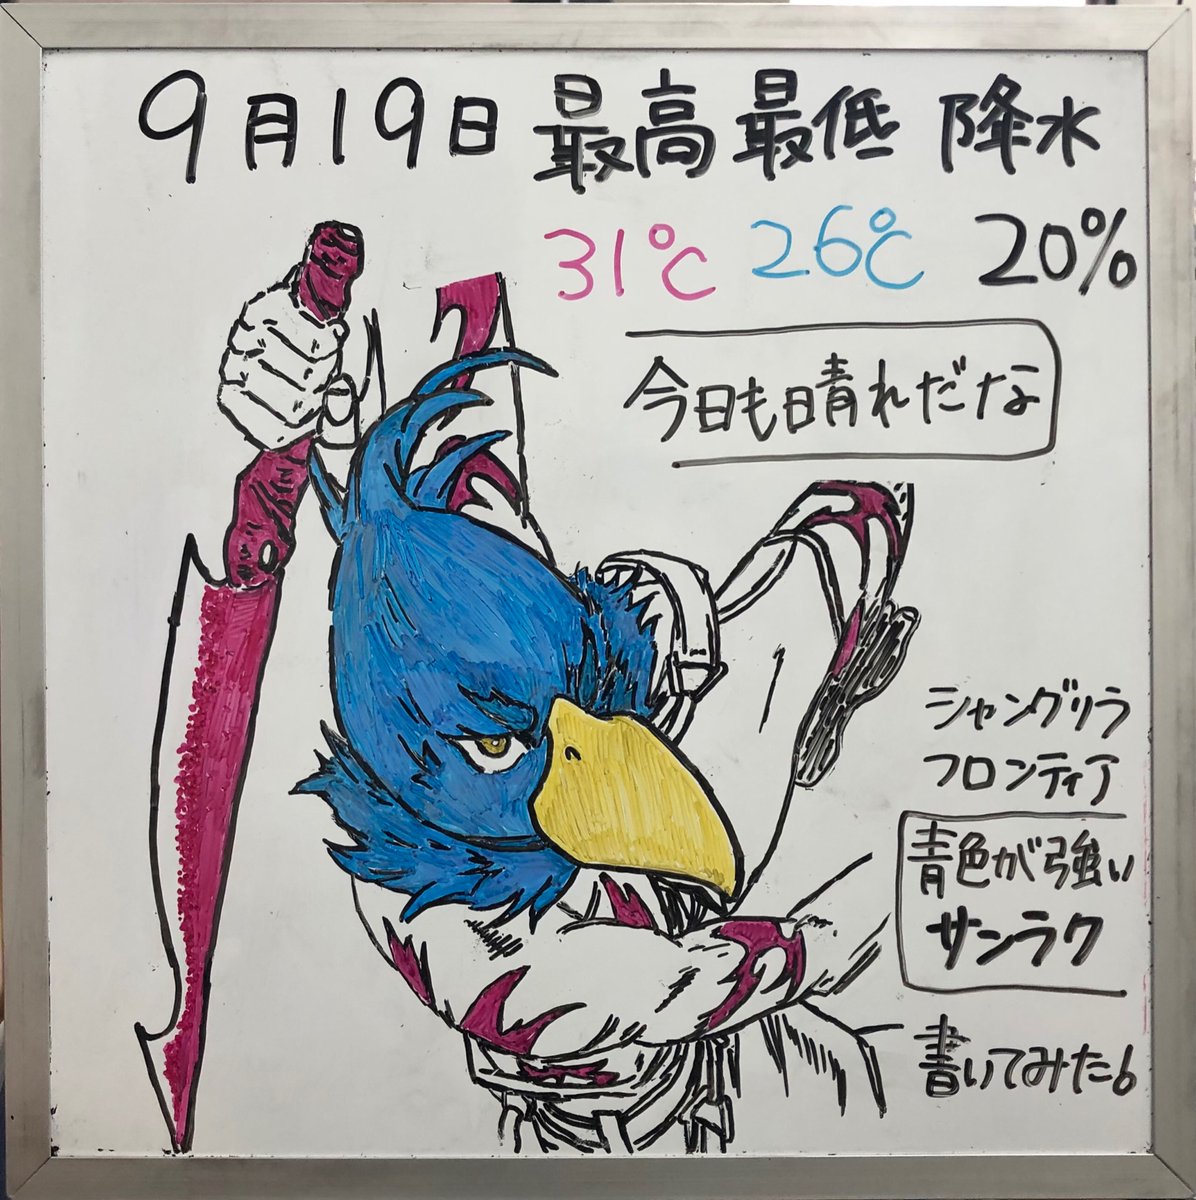 9月19日 最高 最低 降水
31℃ 26℃ 20%
今日も晴れだな
シャングリラ
フロンティア
青色が強い
サンラク
書いてみた6